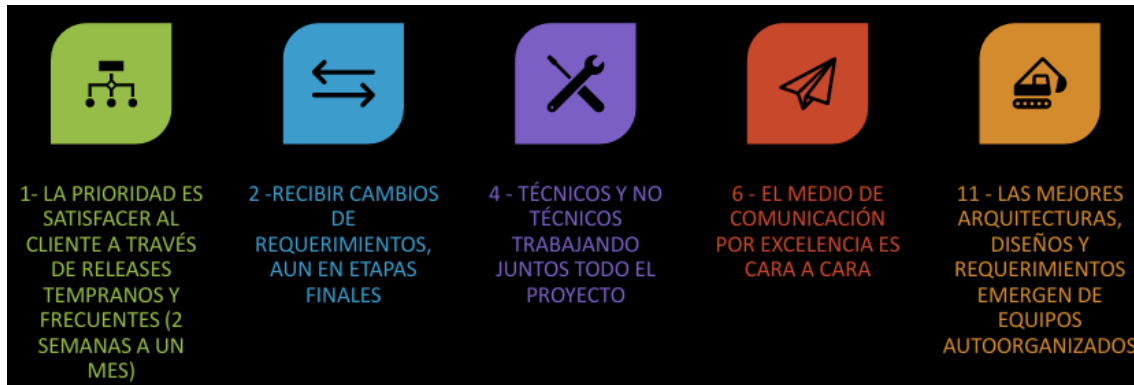 1- LA PRIORIDAD ES
SATISFACER AL
CLIENTE A TRAVÉS
DE RELEASES
TEMPRANOS Y
FRECUENTES (2
SEMANAS A UN
MES)
2 -RECIBIR CAMBIOS
DE
REQUERIMIENTOS,
AUN EN ETAPAS
FINALES
4 - TÉCNICOS Y NO
TÉCNICOS
TRABAJANDO
JUNTOS TODO EL
PROYECTO
6 - EL MEDIO DE
COMUNICACIÓN
POR EXCELENCIA ES
CARA A CARA
11 - LAS MEJORES
ARQUITECTURAS,
DISEÑOS Y
REQUERIMIENTOS
EMERGEN DE
EQUIPOS
AUTOORGANIZADOS